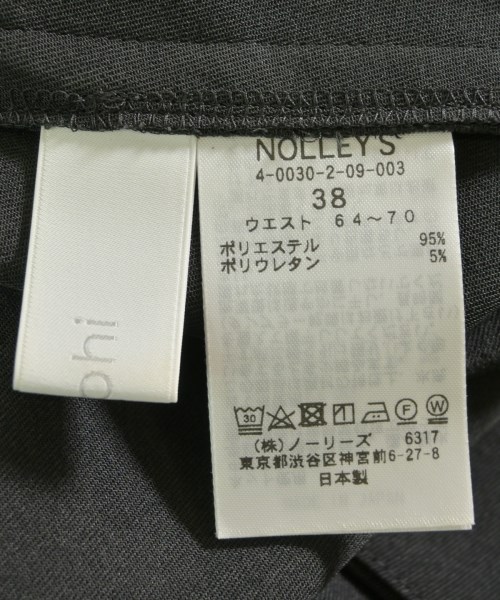 NOLLEY'S
4-0030-2-09-003
38
ウエスト 64～70
ポリエステル 95%
ポリウレタン 5%
30 F W
(株)ノーリーズ 6317
東京都渋谷区神宮前6-27-8
日本製